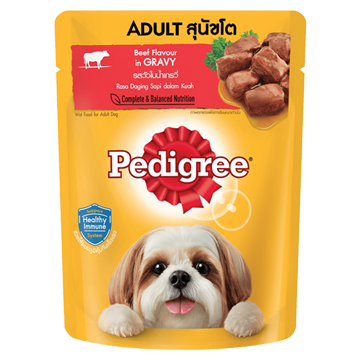 ADULT สุนัขโต
Beef Flavour
in GRAVY
รสวัวในน้ำเกรวี่
Rasa Daging Sapi dalam Kuah
Complete & Balanced Nutrition
Wet Food for Adult Dog
Pedigree®
Healthy
Immune
System